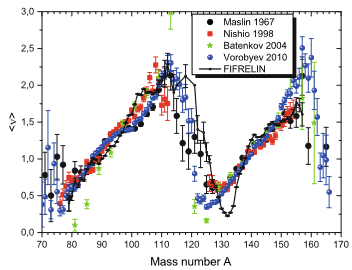 3,0
2,5
2,0
1,5
1,0
0,5
0,0
<ν>
70 80 90 100 110 120 130 140 150 160 170
Mass number A
Maslin 1967
Nishio 1998
Batenkov 2004
Vorobyev 2010
FIFRELIN